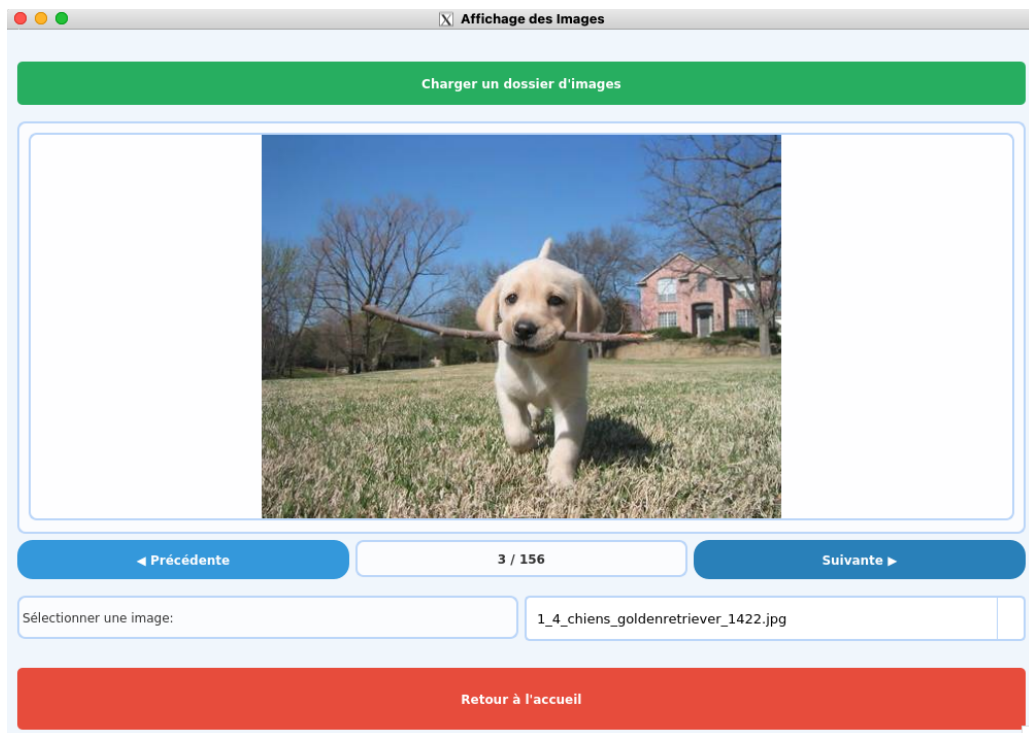 Affichage des Images
Charger un dossier d'images
◀ Précédente
3 / 156
Suivante ▶
Sélectionner une image:
1_4_chiens_goldenretriever_1422.jpg
Retour à l'accueil